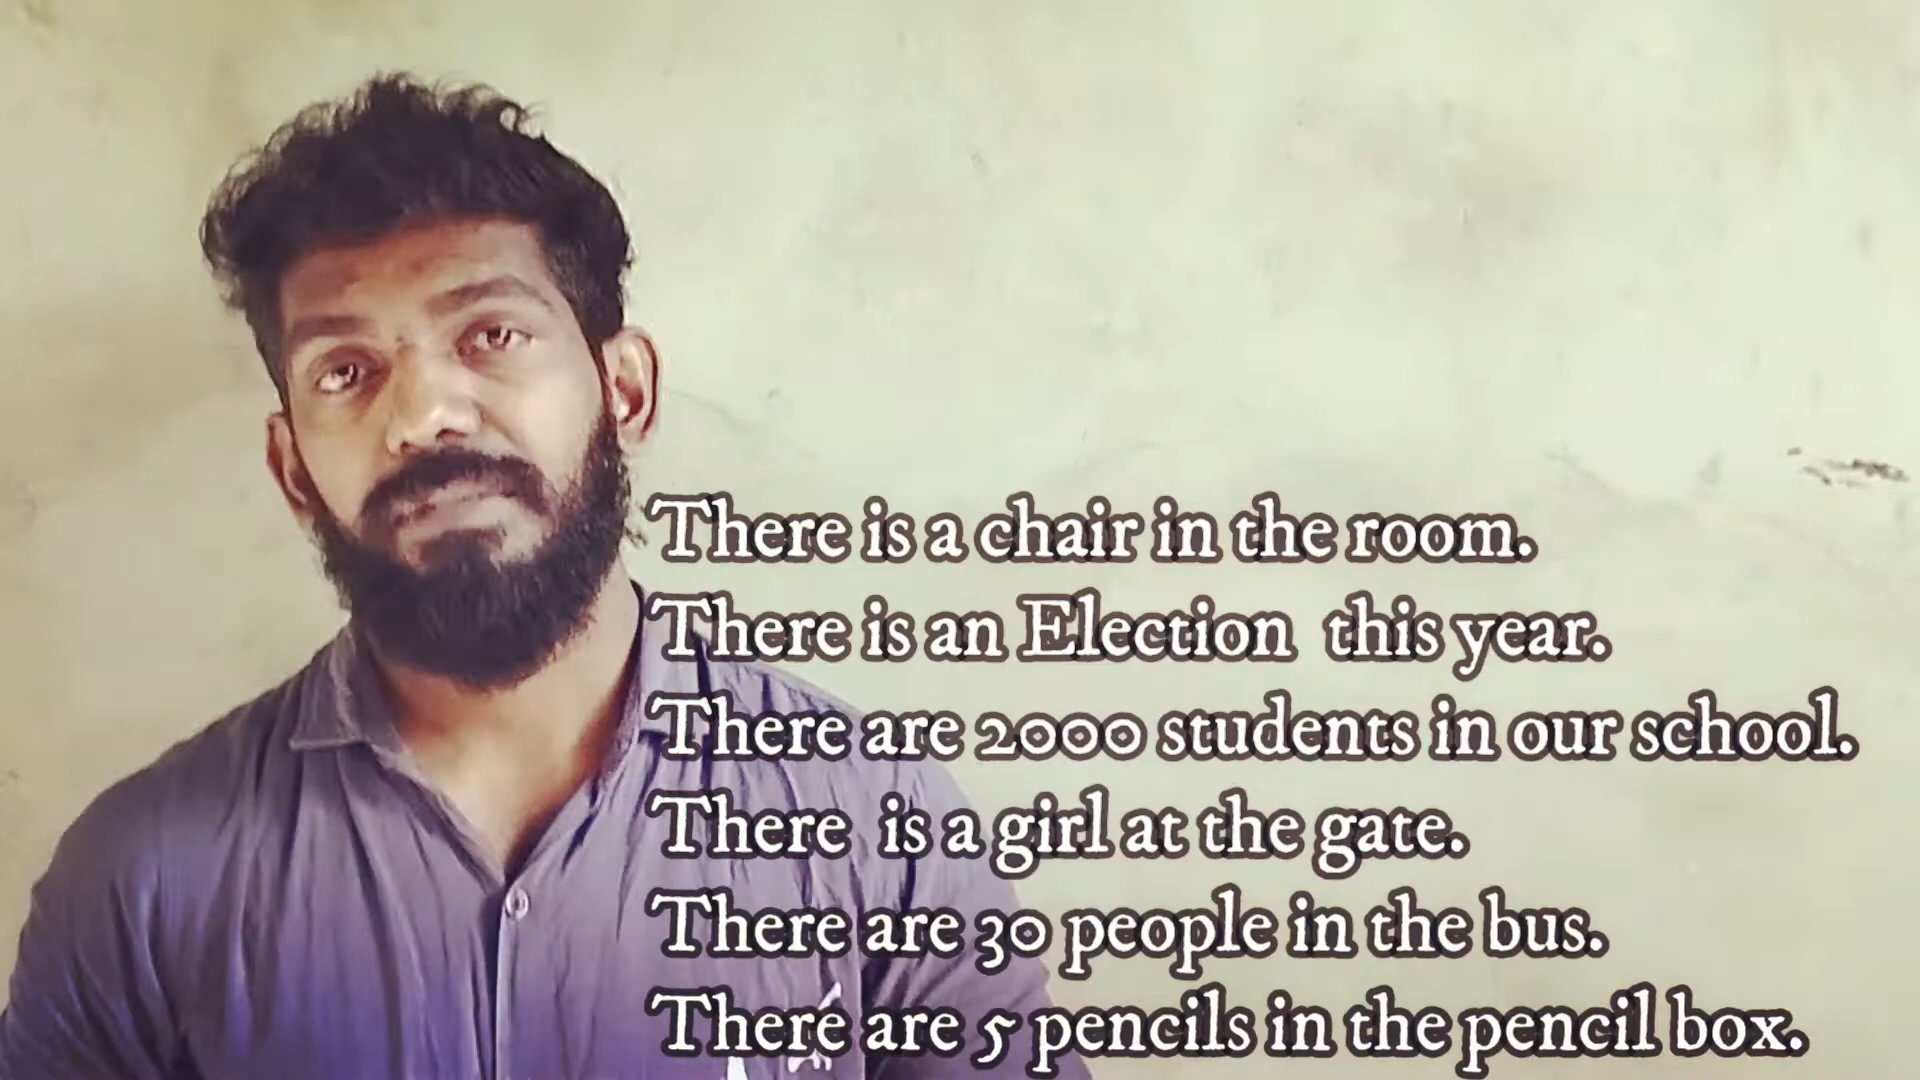 There is a chair in the room.
There is an Election this year.
There are 2000 students in our school.
There is a girl at the gate.
There are 30 people in the bus.
There are 5 pencils in the pencil box.